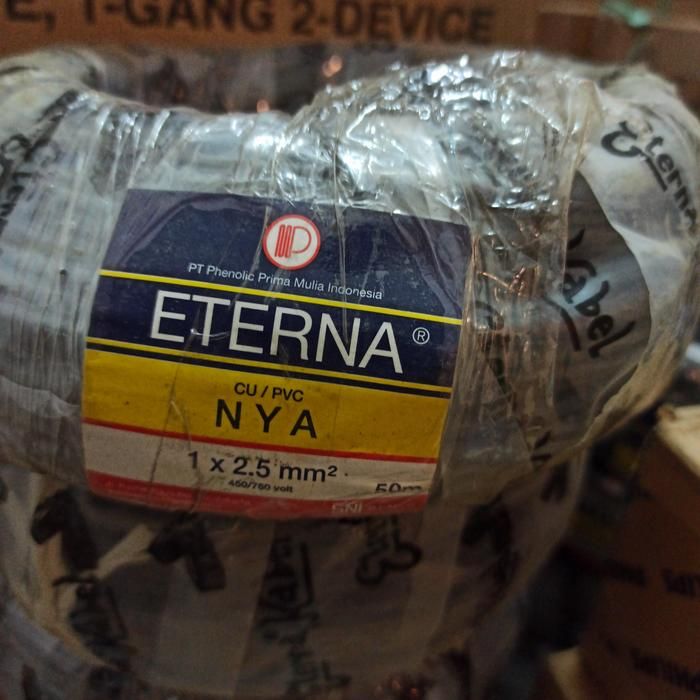 E, 1-GANG 2-DEVICE
PT Phenolic Prima Mulia Indonesia
ETERNA®
CU / PVC
NYA
1 x 2.5 mm²
450/750 volt
50m
SNI
Eterna
Kabel